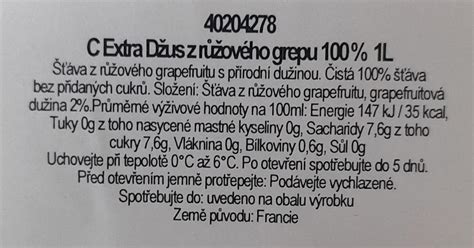 40204278
C Extra Džus z růžového grepu 100% 1L
Šťáva z růžového grapefruitu s přírodní dužinou. Čistá 100% šťáva
bez přidaných cukrů. Složení: Šťáva z růžového grapefruitu, grapefruitová
dužina 2%.Průměrné výživové hodnoty na 100ml: Energie 147 kJ / 35 kcal,
Tuky 0g z toho nasycené mastné kyseliny 0g, Sacharidy 7,6g z toho
cukry 7,6g, Vláknina 0g, Bílkoviny 0,6g, Sůl 0g
Uchovejte při tepolotě 0°C až 6°C. Po otevření spotřebujte do 5 dnů.
Před otevřením jemně protřepejte: Podávejte vychlazené.
Spotřebujte do: uvedeno na obalu výrobku
Země původu: Francie